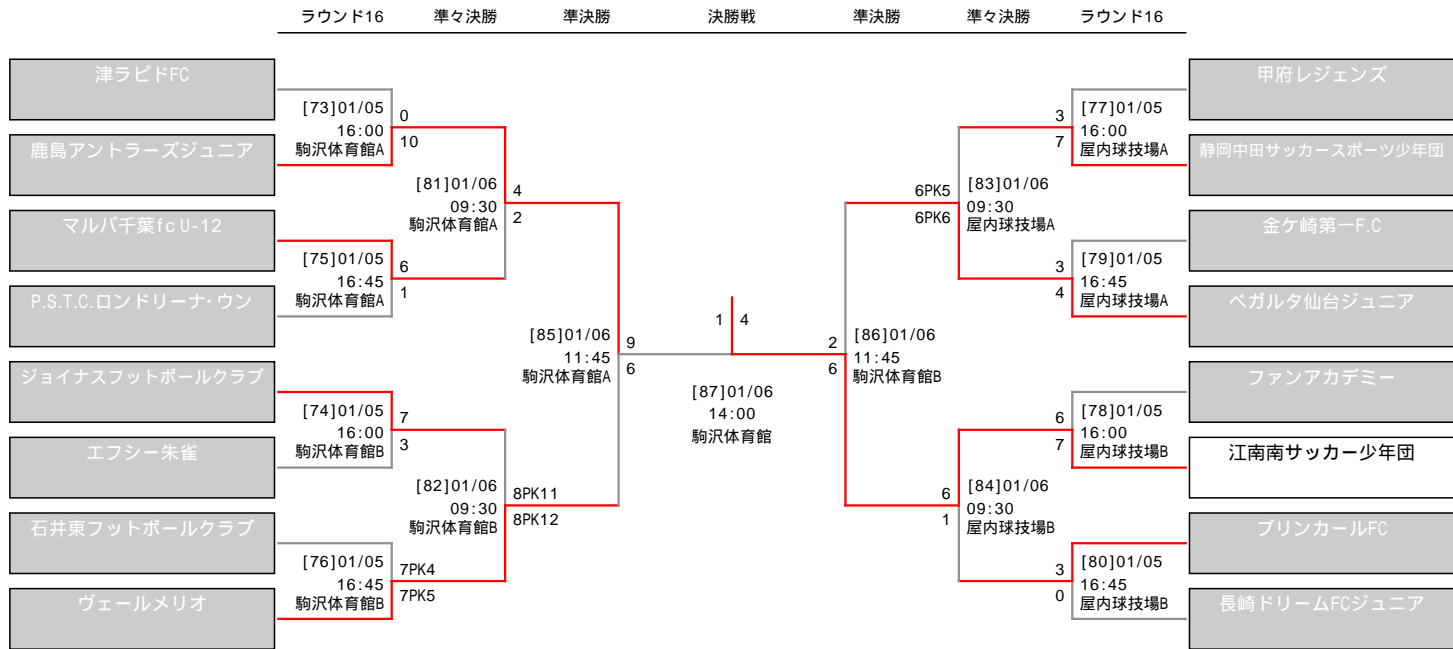 ラウンド16 準々決勝 準決勝 決勝戦 準決勝 準々決勝 ラウンド16
津ラピドFC
鹿島アントラーズジュニア
マルバ千葉fcU-12
P.S.T.C.ロンドリーナ・ウン
ジョイナスフットボールクラブ
エフシー朱雀
石井東フットボールクラブ
ヴェールメリオ
[73]01/05
16:00
駒沢体育館A
0
10
[75]01/05
16:45
駒沢体育館A
6
1
[74]01/05
16:00
駒沢体育館B
7
3
[76]01/05
16:45
駒沢体育館B
7PK4
7PK5
[81]01/06
09:30
駒沢体育館A
4
2
[82]01/06
09:30
駒沢体育館B
8PK11
8PK12
[85]01/06
11:45
駒沢体育館A
9
6
1 4
[87]01/06
14:00
駒沢体育館
2
6
[86]01/06
11:45
駒沢体育館B
6PK5
6PK6
[83]01/06
09:30
屋内球技場A
6
1
[84]01/06
09:30
屋内球技場B
3
7
[77]01/05
16:00
屋内球技場A
3
4
[79]01/05
16:45
屋内球技場A
6
7
[78]01/05
16:00
屋内球技場B
3
0
[80]01/05
16:45
屋内球技場B
甲府レジェンズ
静岡中田サッカースポーツ少年団
金ケ崎第一F.C
ベガルタ仙台ジュニア
ファンアカデミー
江南南サッカー少年団
ブリンカールFC
長崎ドリームFCジュニア